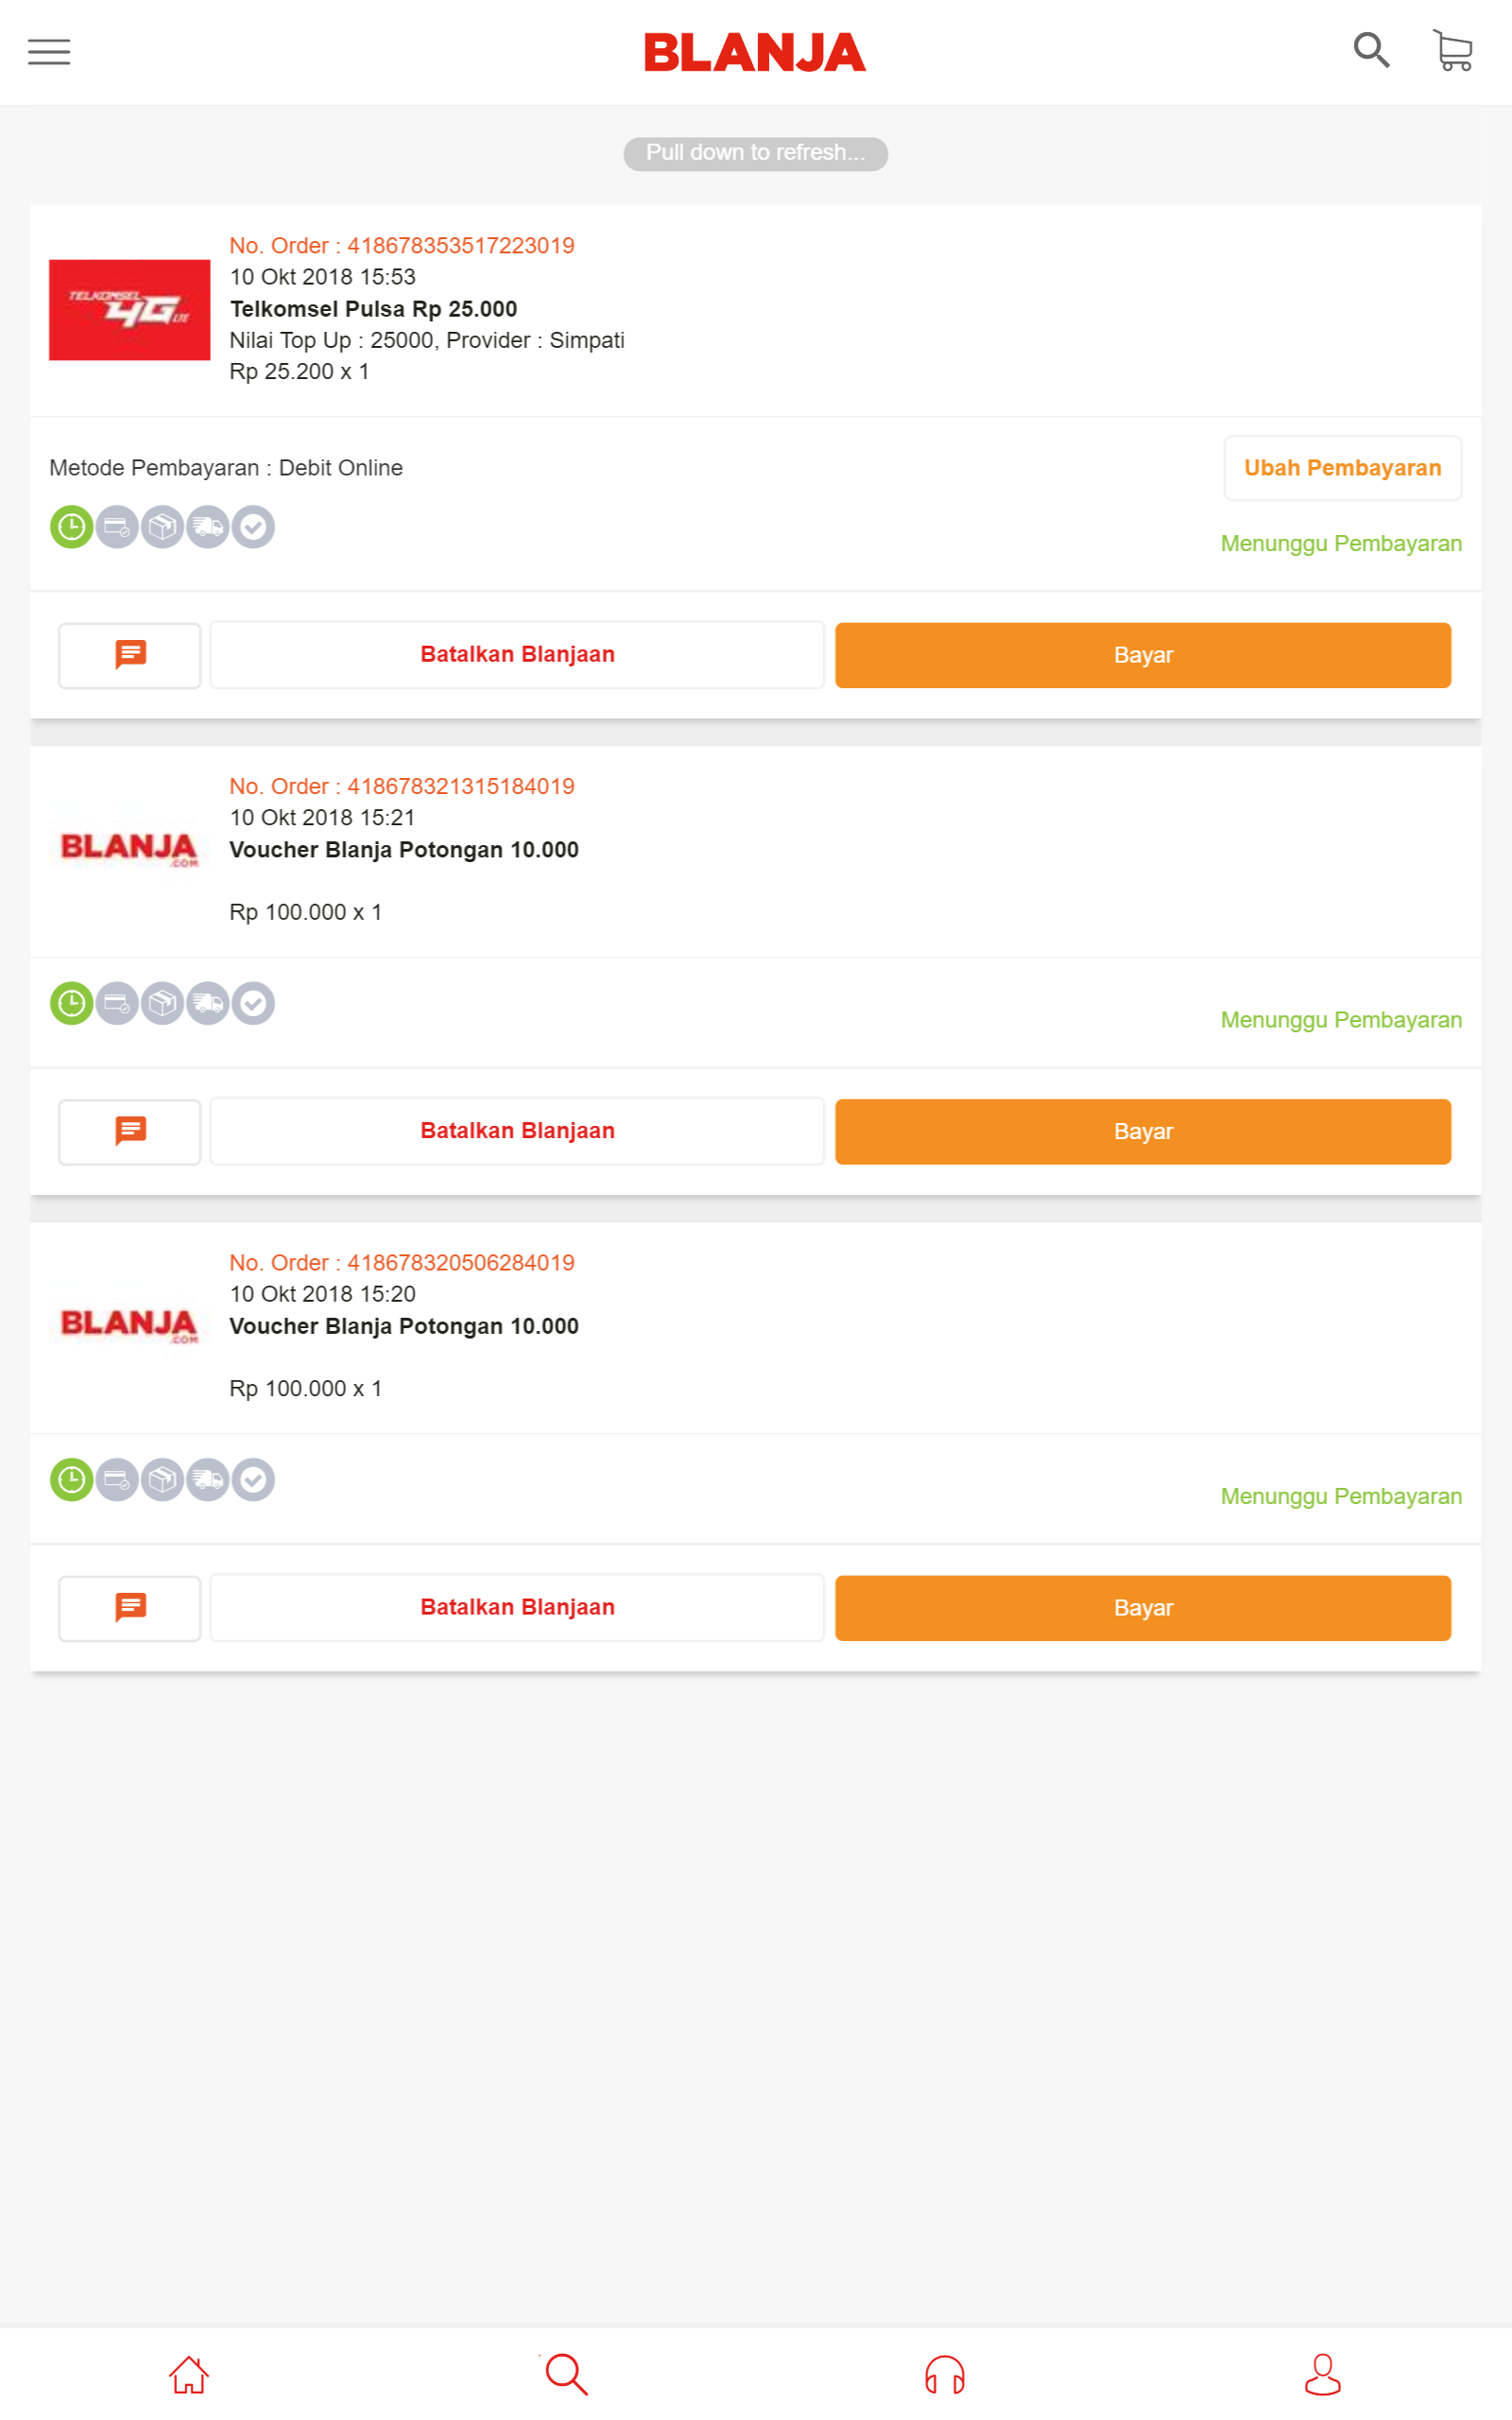 BLANJA
Pull down to refresh...
No. Order : 418678353517223019
10 Okt 2018 15:53
TELKOMSEL
4G LTE
Telkomsel Pulsa Rp 25.000
Nilai Top Up : 25000, Provider : Simpati
Rp 25.200 x 1
Metode Pembayaran : Debit Online
Ubah Pembayaran
Menunggu Pembayaran
Batalkan Blanjaan
Bayar
No. Order : 418678321315184019
10 Okt 2018 15:21
BLANJA
.COM
Voucher Blanja Potongan 10.000
Rp 100.000 x 1
Menunggu Pembayaran
Batalkan Blanjaan
Bayar
No. Order : 418678320506284019
10 Okt 2018 15:20
BLANJA
.COM
Voucher Blanja Potongan 10.000
Rp 100.000 x 1
Menunggu Pembayaran
Batalkan Blanjaan
Bayar